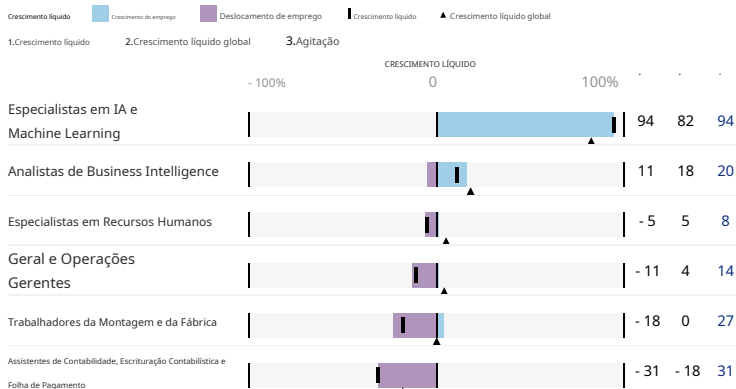 Crescimento líquido Crescimento do emprego Deslocamento de emprego Crescimento líquido Crescimento líquido global
1.Crescimento líquido 2.Crescimento líquido global 3.Agitação
CRESCIMENTO LÍQUIDO
- 100% 0 100%
Especialistas em IA e
Machine Learning
94 82 94
Analistas de Business Intelligence 11 18 20
Especialistas em Recursos Humanos - 5 5 8
Geral e Operações
Gerentes
- 11 4 14
Trabalhadores da Montagem e da Fábrica - 18 0 27
Assistentes de Contabilidade, Escrituração Contabilística e
Folha de Pagamento
- 31 - 18 31